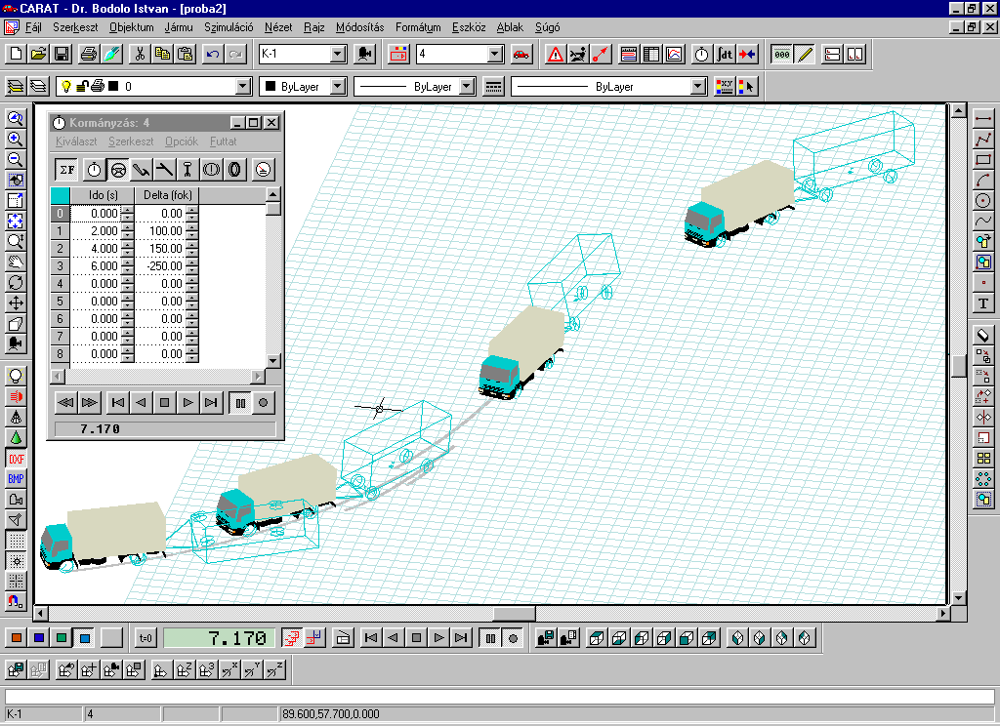 CARAT - Dr. Bodolo Istvan - [proba2]
Fájl Szerkeszt Objektum Jármu Szimuláció Nézet Rajz Módosítás Formátum Eszköz Ablak Súgó
K-1 4 ∫dt 000
0 ByLayer ByLayer ByLayer
Kormányzás: 4
Kiválaszt Szerkeszt Opciók Futtat
ΣF
Ido (s) Delta (fok)
0 0.000 0.00
1 2.000 100.00
2 4.000 150.00
3 6.000 -250.00
4 0.000 0.00
5 0.000 0.00
6 0.000 0.00
7 0.000 0.00
8 0.000 0.00
7.170
DXF
BMP
T
t=0 7.170
Z 3 X Y Z
K-1 4 89.600,57.700,0.000